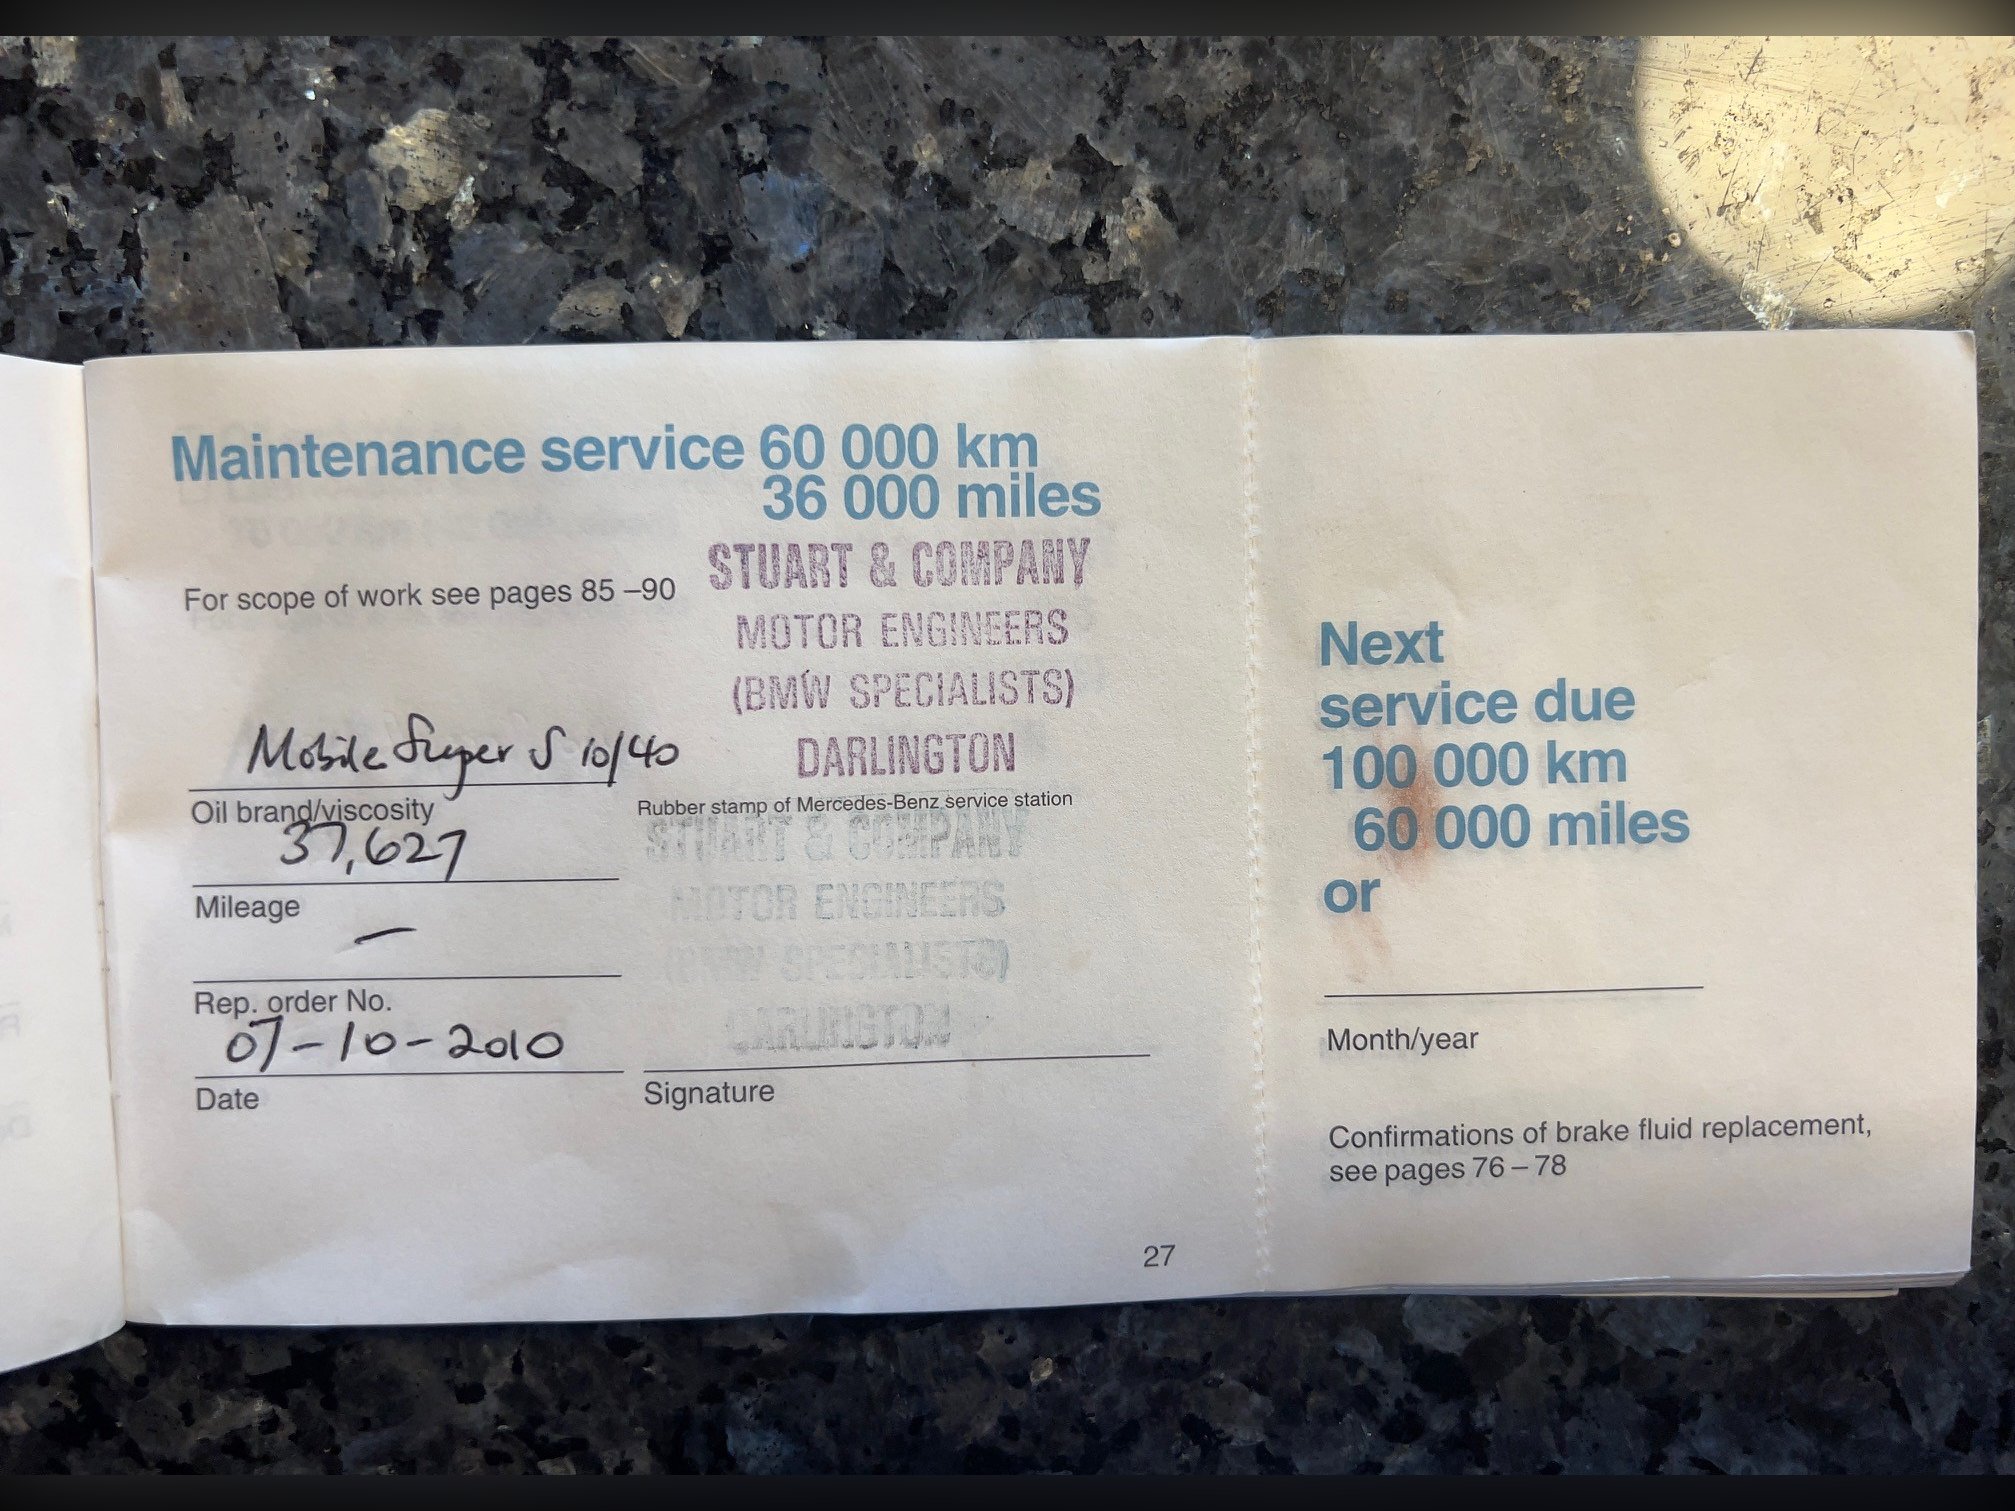 Maintenance service 60 000 km
36 000 miles
STUART & COMPANY
MOTOR ENGINEERS
(BMW SPECIALISTS)
DARLINGTON
For scope of work see pages 85 –90
Mobile Super S 10/40
Oil brand/viscosity
37,627
Mileage
—
Rep. order No.
07-10-2010
Date
Rubber stamp of Mercedes-Benz service station
STUART & COMPANY
MOTOR ENGINEERS
(BMW SPECIALISTS)
DARLINGTON
Signature
27
Next
service due
100 000 km
60 000 miles
or
Month/year
Confirmations of brake fluid replacement,
see pages 76 – 78